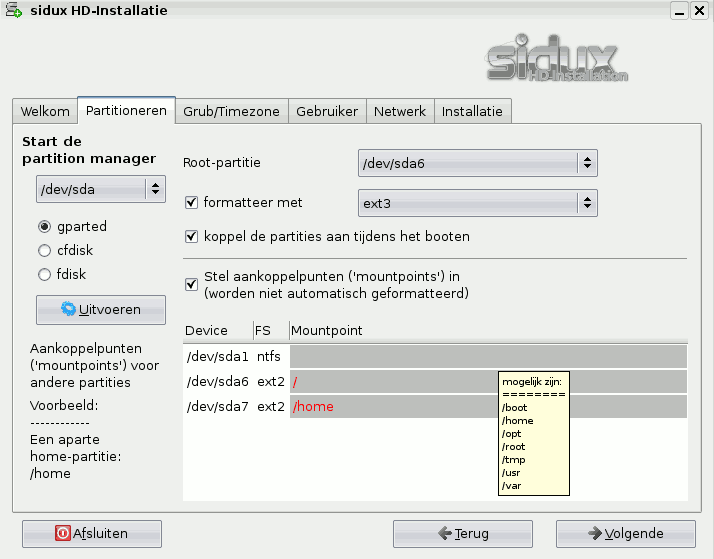 sidux HD-Installatie
sidux
HD-Installation
Welkom
Partitioneren
Grub/Timezone
Gebruiker
Netwerk
Installatie
Start de
partition manager
/dev/sda
gparted
cfdisk
fdisk
Uitvoeren
Aankoppelpunten
('mountpoints') voor
andere partities
Voorbeeld:
------------
Een aparte
home-partitie:
/home
Root-partitie
/dev/sda6
formatteer met
ext3
koppel de partities aan tijdens het booten
Stel aankoppelpunten ('mountpoints') in
(worden niet automatisch geformatteerd)
Device FS Mountpoint
/dev/sda1 ntfs
/dev/sda6 ext2 /
/dev/sda7 ext2 /home
mogelijk zijn:
========
/boot
/home
/opt
/root
/tmp
/usr
/var
Afsluiten
Terug
Volgende